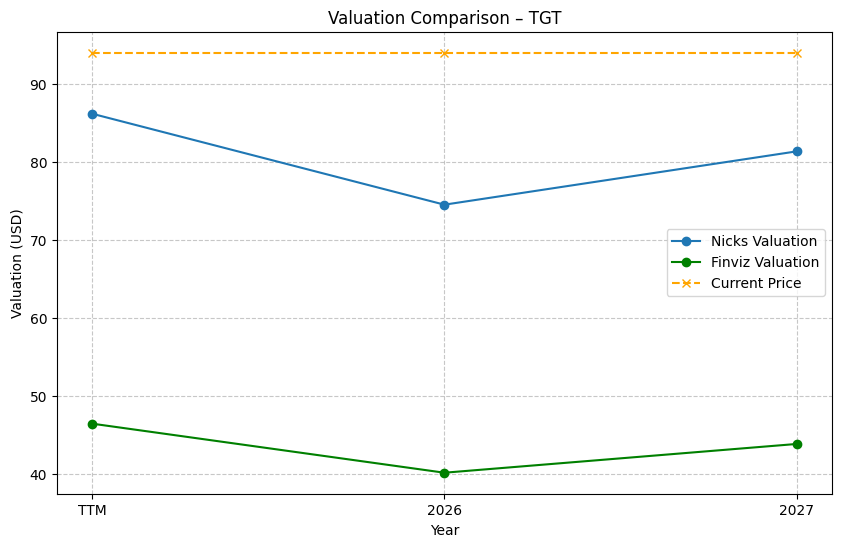 Valuation Comparison – TGT
Valuation (USD)
90
80
70
60
50
40
Nicks Valuation
Finviz Valuation
Current Price
TTM
2026
2027
Year